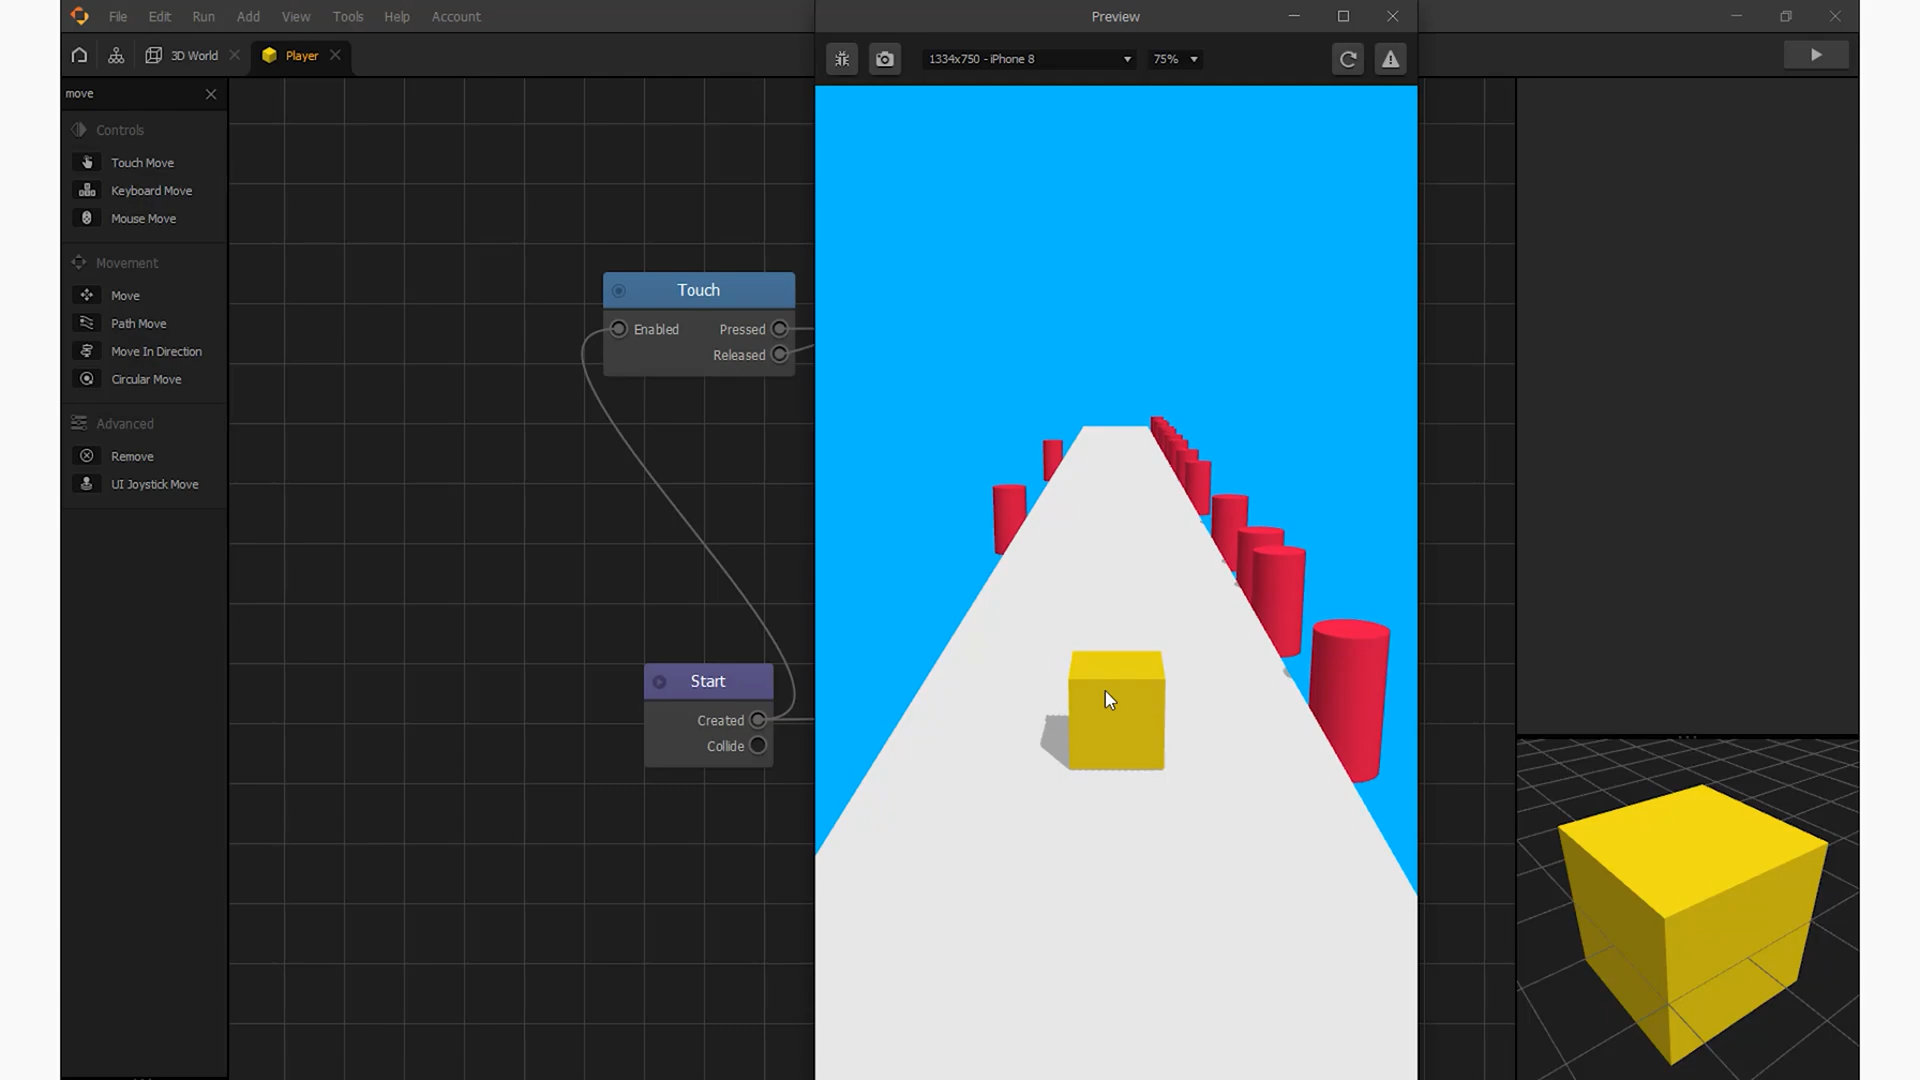 File Edit Run Add View Tools Help Account
Preview
3D World
Player
1334x750 - iPhone 8
75%
move
Controls
Touch Move
Keyboard Move
Mouse Move
Movement
Move
Path Move
Move In Direction
Circular Move
Advanced
Remove
UI Joystick Move
Touch
Enabled Pressed
Released
Start
Created
Collide